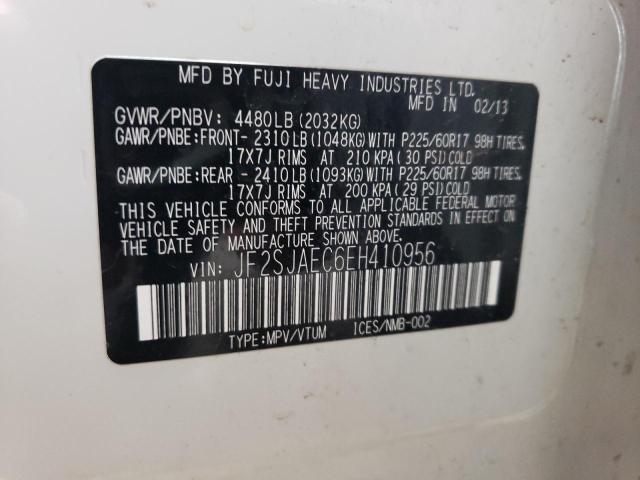 MFD BY FUJI HEAVY INDUSTRIES LTD.
MFD IN 02/13
GVWR/PNBV: 4480LB (2032KG)
GAWR/PNBE:FRONT- 2310LB (1048KG) WITH P225/60R17 98H TIRES,
17X7J RIMS AT 210 KPA ( 30 PSI) COLD
GAWR/PNBE:REAR - 2410LB (1093KG) WITH P225/60R17 98H TIRES,
17X7J RIMS AT 200 KPA (29 PSI) COLD
THIS VEHICLE CONFORMS TO ALL APPLICABLE FEDERAL MOTOR
VEHICLE SAFETY AND THEFT PREVENTION STANDARDS IN EFFECT ON
THE DATE OF MANUFACTURE SHOWN ABOVE.
VIN: JF2SJAEC6EH410956
TYPE:MPV/VTUM ICES/NMB-002